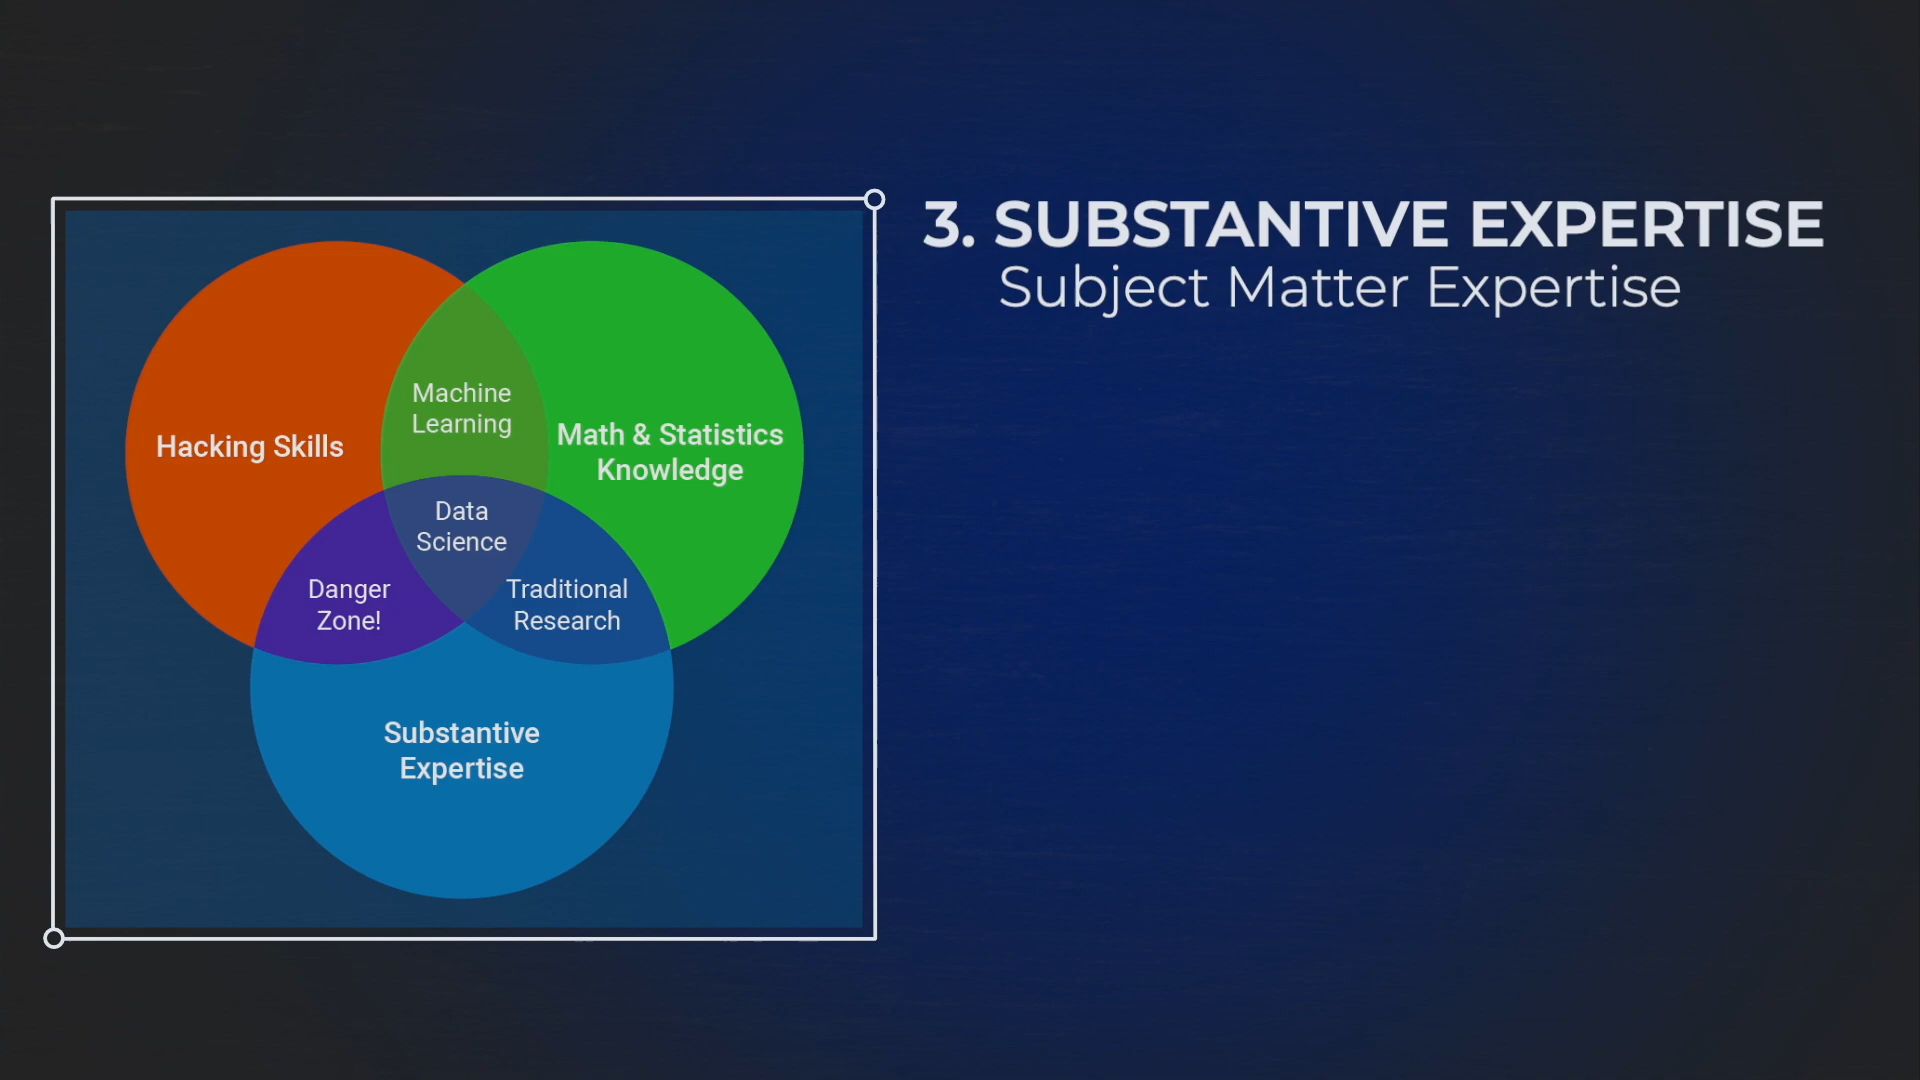 3. SUBSTANTIVE EXPERTISE
Subject Matter Expertise
Machine
Learning
Hacking Skills
Math & Statistics
Knowledge
Data
Science
Danger
Zone!
Traditional
Research
Substantive
Expertise